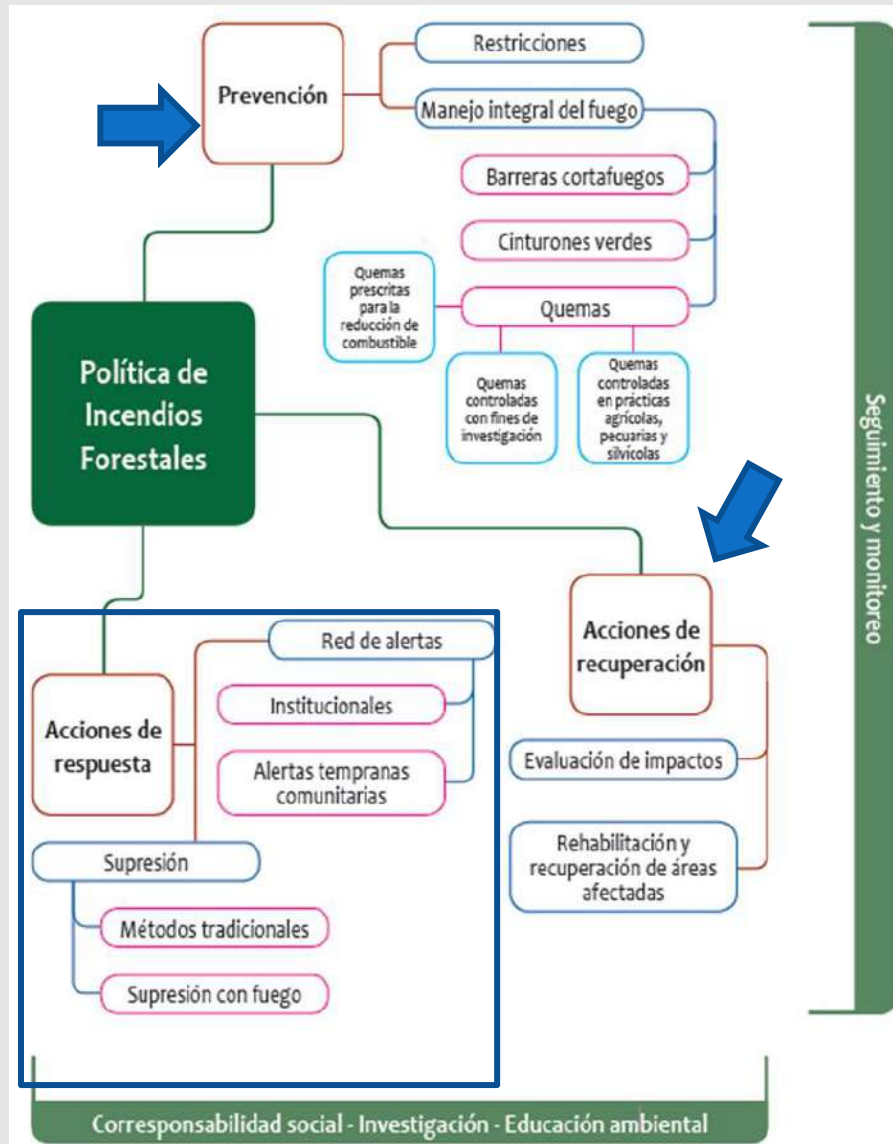 Prevención
Restricciones
Manejo integral del fuego
Barreras cortafuegos
Cinturones verdes
Quemas
prescritas
para la
reducción de
combustible
Quemas
Quemas
controladas
con fines de
investigación
Quemas
controladas
en prácticas
agrícolas,
pecuarias y
silvícolas
Política de
Incendios
Forestales
Seguimiento y monitoreo
Acciones de
recuperación
Evaluación de impactos
Rehabilitación y
recuperación de áreas
afectadas
Red de alertas
Institucionales
Alertas tempranas
comunitarias
Acciones de
respuesta
Supresión
Métodos tradicionales
Supresión con fuego
Corresponsabilidad social - Investigación - Educación ambiental